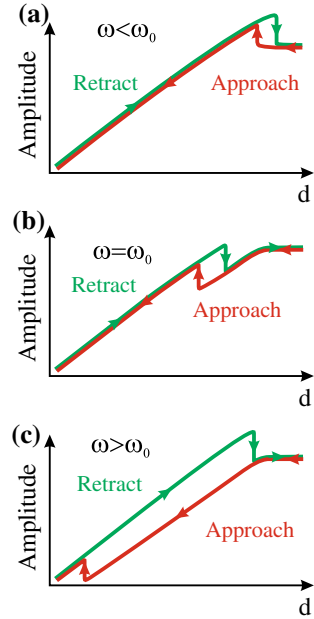 (a)
ω<ω₀
Retract
Approach
Amplitude
d
(b)
ω=ω₀
Retract
Approach
Amplitude
d
(c)
ω>ω₀
Retract
Approach
Amplitude
d